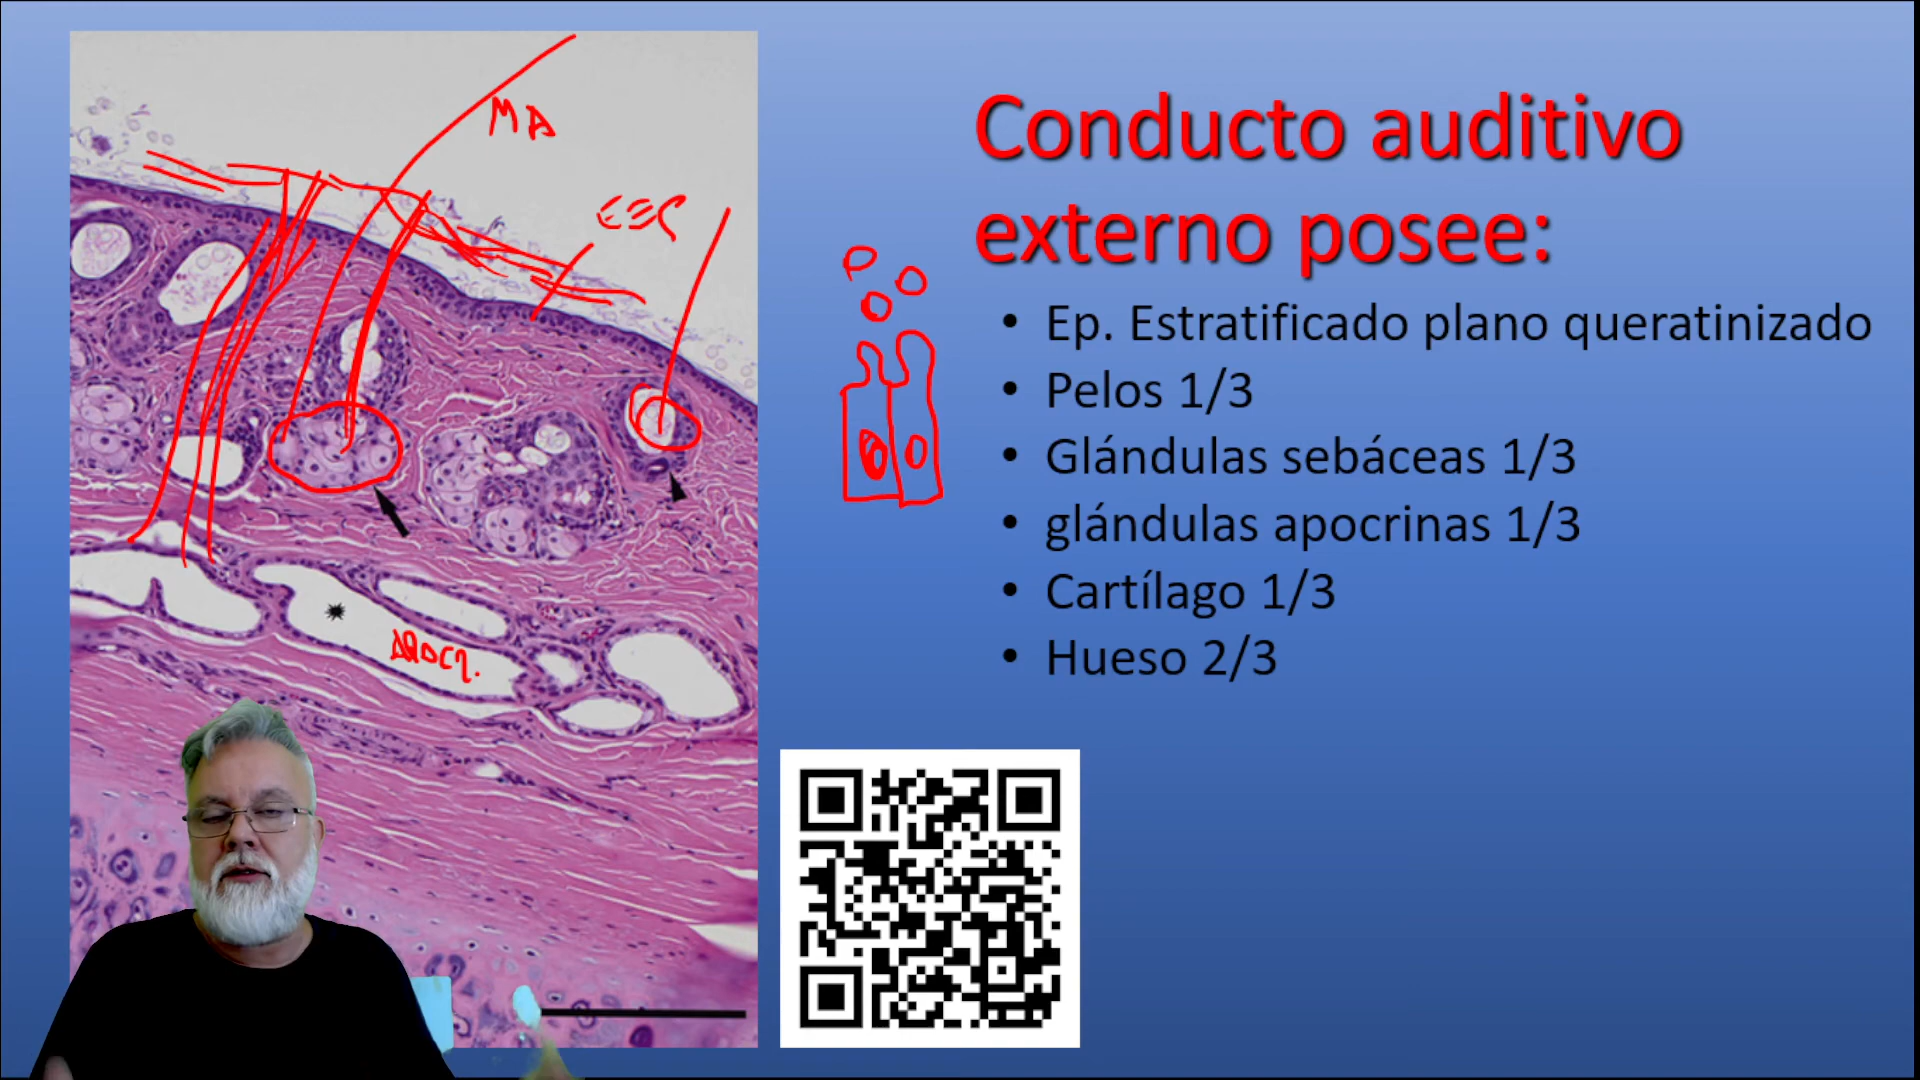 Conducto auditivo
externo posee:
• Ep. Estratificado plano queratinizado
• Pelos 1/3
• Glándulas sebáceas 1/3
• glándulas apocrinas 1/3
• Cartílago 1/3
• Hueso 2/3
MA